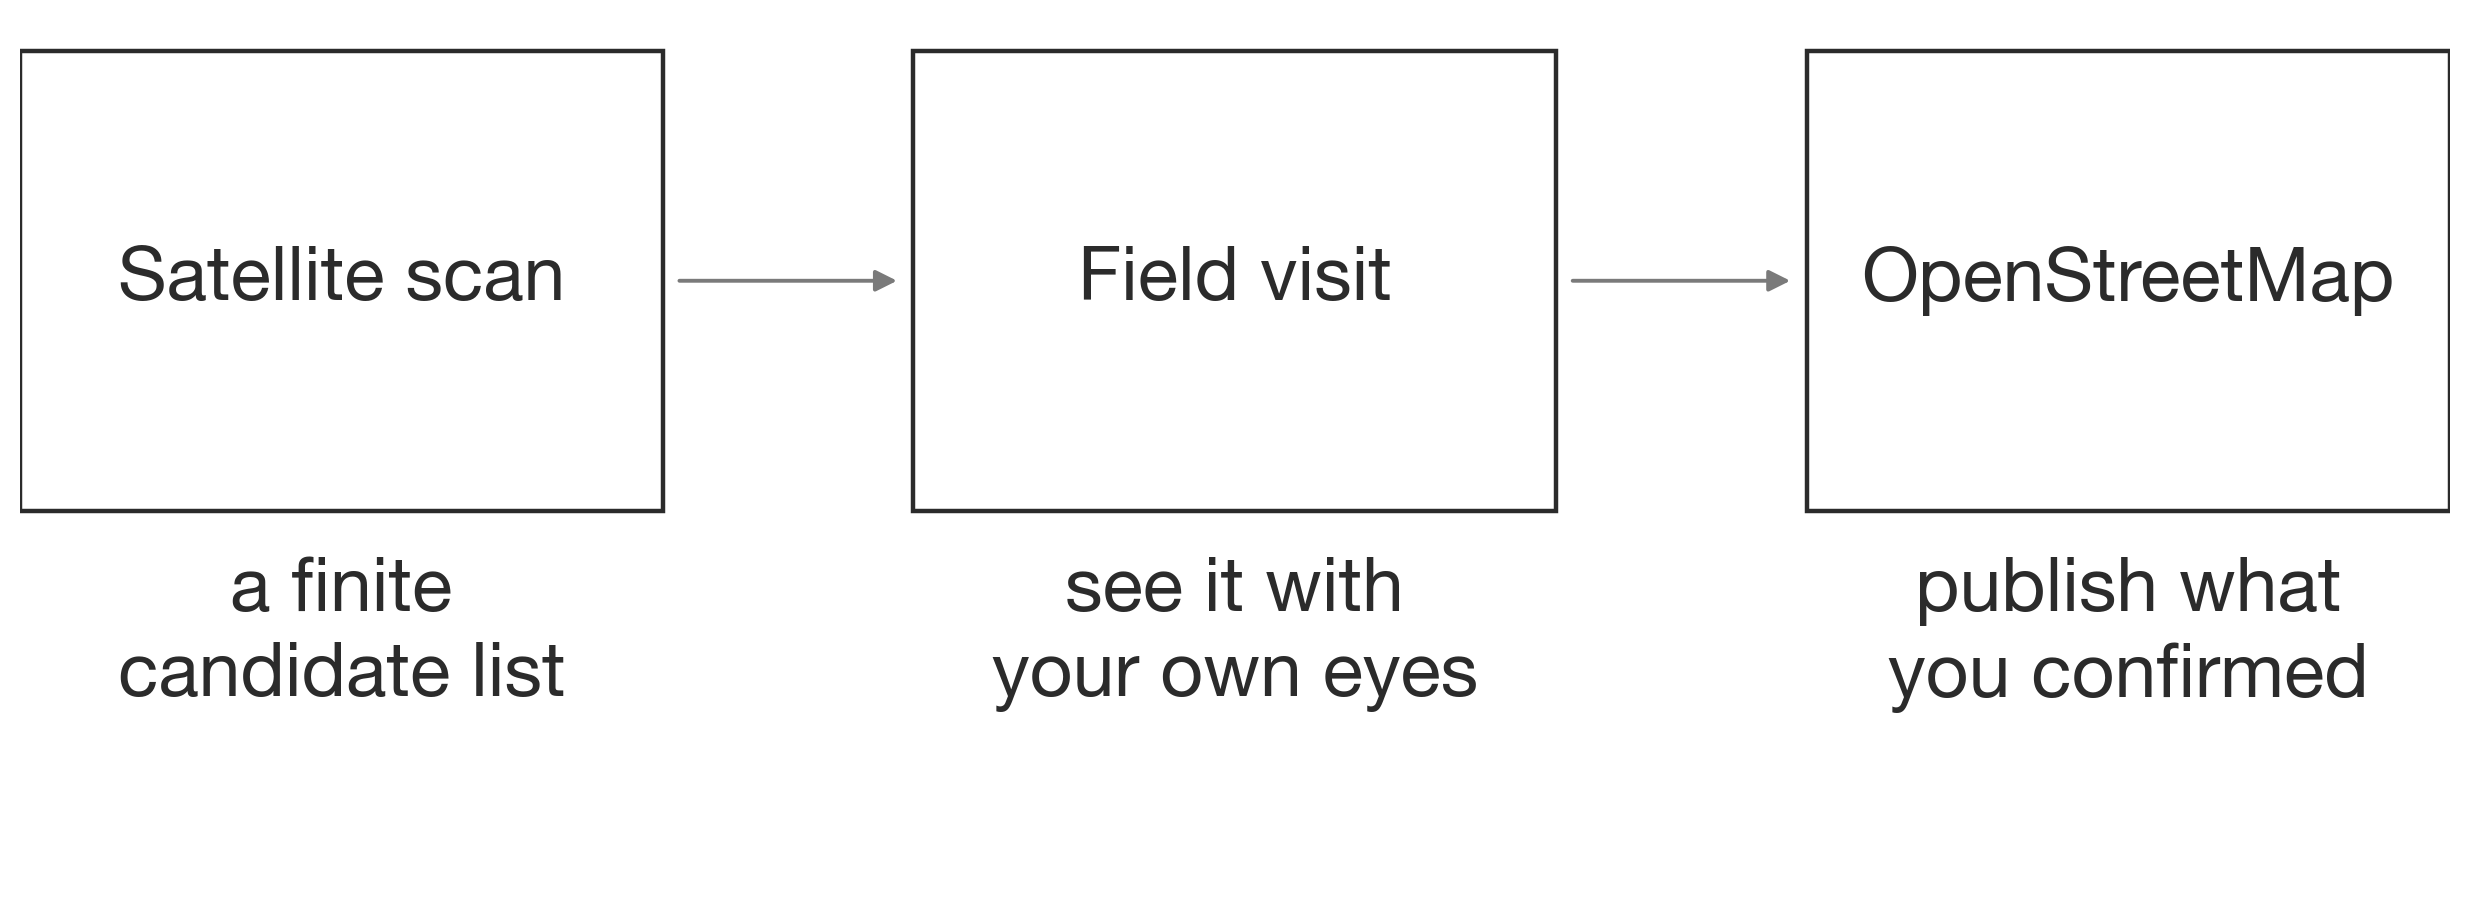 Satellite scan
Field visit
OpenStreetMap
a finite
candidate list
see it with
your own eyes
publish what
you confirmed